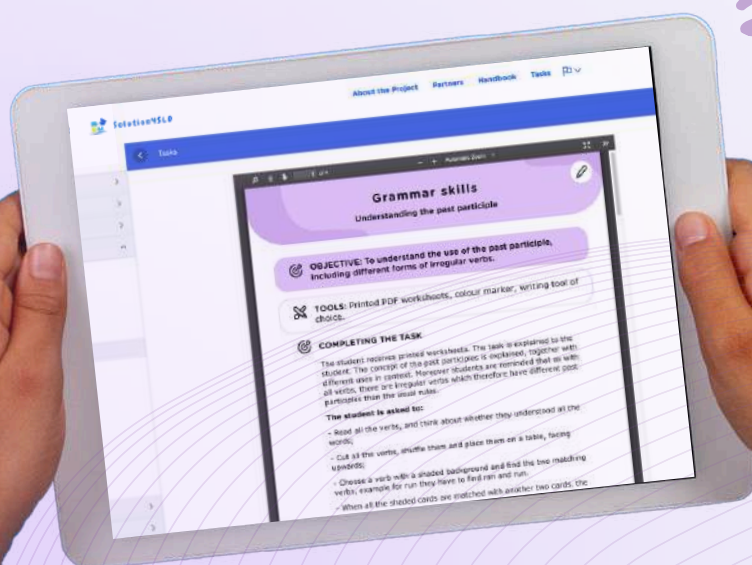 About the Project Partners Handbook Tasks
Solution4SLD
Tasks
Automatic Zoom
Grammar skills
Understanding the past participle
OBJECTIVE: To understand the use of the past participle,
including different forms of irregular verbs.
TOOLS: Printed PDF worksheets, colour marker, writing tool of
choice.
COMPLETING THE TASK
The student receives printed worksheets. The task is explained to the
student. The concept of the past participles is explained, together with
different uses in context. Moreover students are reminded that as with
all verbs, there are irregular verbs which therefore have different past
participles than the usual rules.
The student is asked to:
- Read all the verbs, and think about whether they understood all the
words;
- Cut all the verbs, shuffle them and place them on a table, facing
upwards;
- Choose a verb with a shaded background and find the two matching
verbs; example for run they have to find ran and run.
- When all the shaded cards are matched with another two cards, the